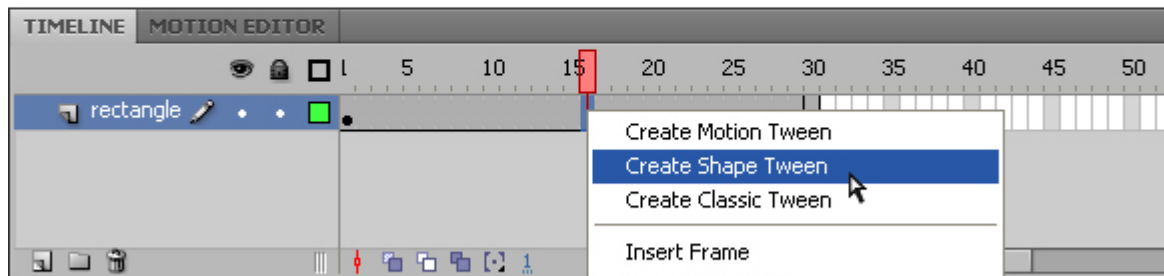 TIMELINE MOTION EDITOR
1 5 10 15 20 25 30 35 40 45 50
rectangle
Create Motion Tween
Create Shape Tween
Create Classic Tween
Insert Frame
1